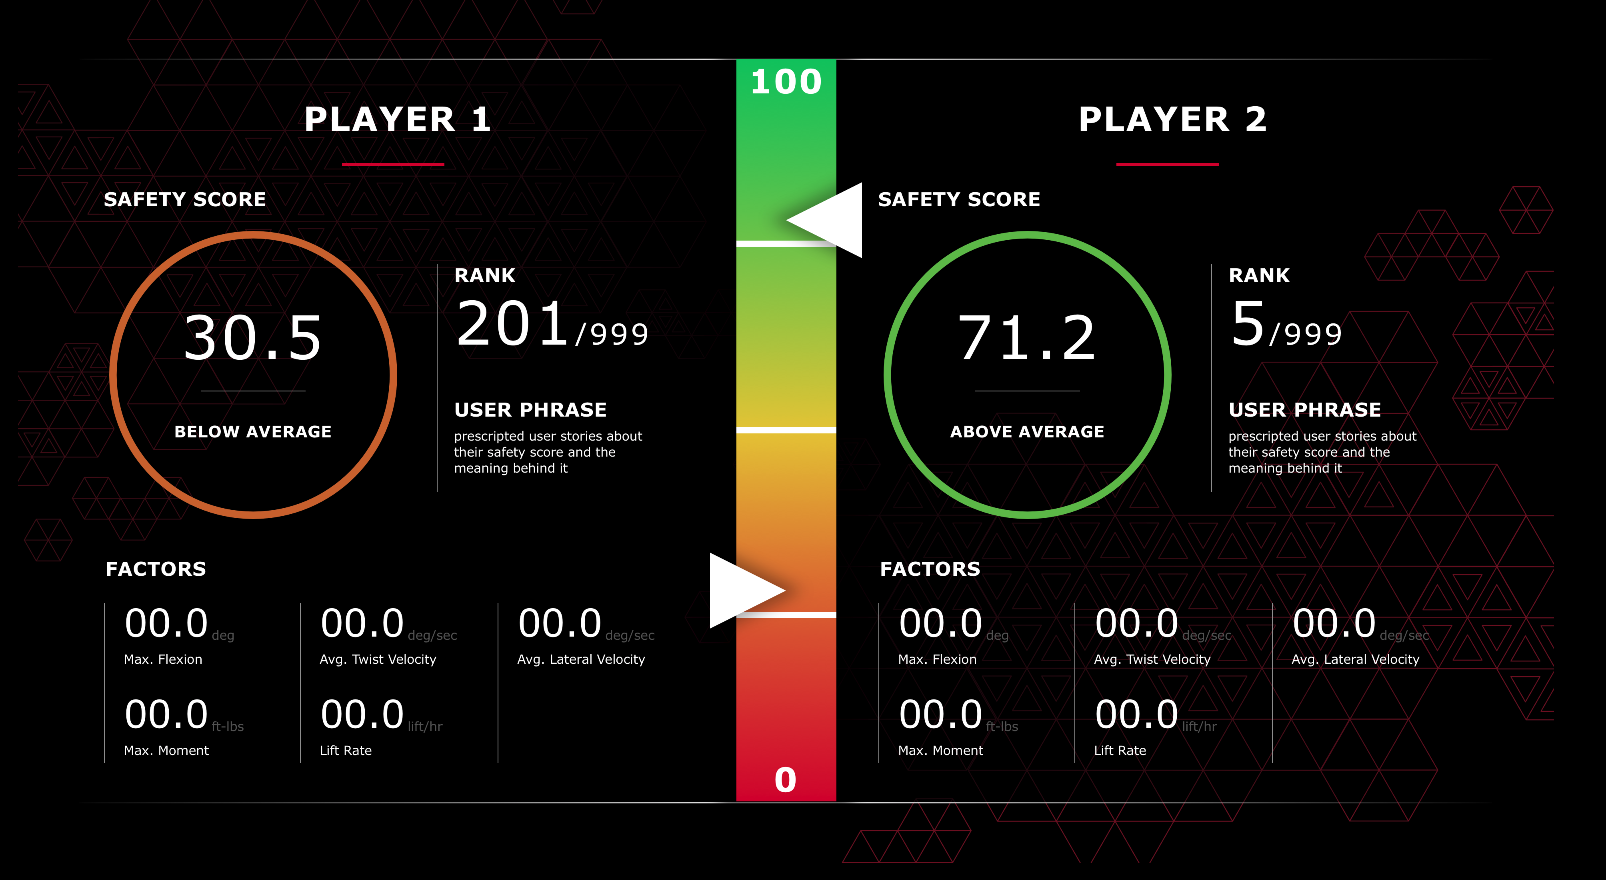 100
PLAYER 1
SAFETY SCORE
30.5
BELOW AVERAGE
RANK
201/999
USER PHRASE
prescripted user stories about
their safety score and the
meaning behind it
FACTORS
00.0 deg
Max. Flexion
00.0 deg/sec
Avg. Twist Velocity
00.0 deg/sec
Avg. Lateral Velocity
00.0 ft-lbs
Max. Moment
00.0 lift/hr
Lift Rate
0
PLAYER 2
SAFETY SCORE
71.2
ABOVE AVERAGE
RANK
5/999
USER PHRASE
prescripted user stories about
their safety score and the
meaning behind it
FACTORS
00.0 deg
Max. Flexion
00.0 deg/sec
Avg. Twist Velocity
00.0 deg/sec
Avg. Lateral Velocity
00.0 ft-lbs
Max. Moment
00.0 lift/hr
Lift Rate